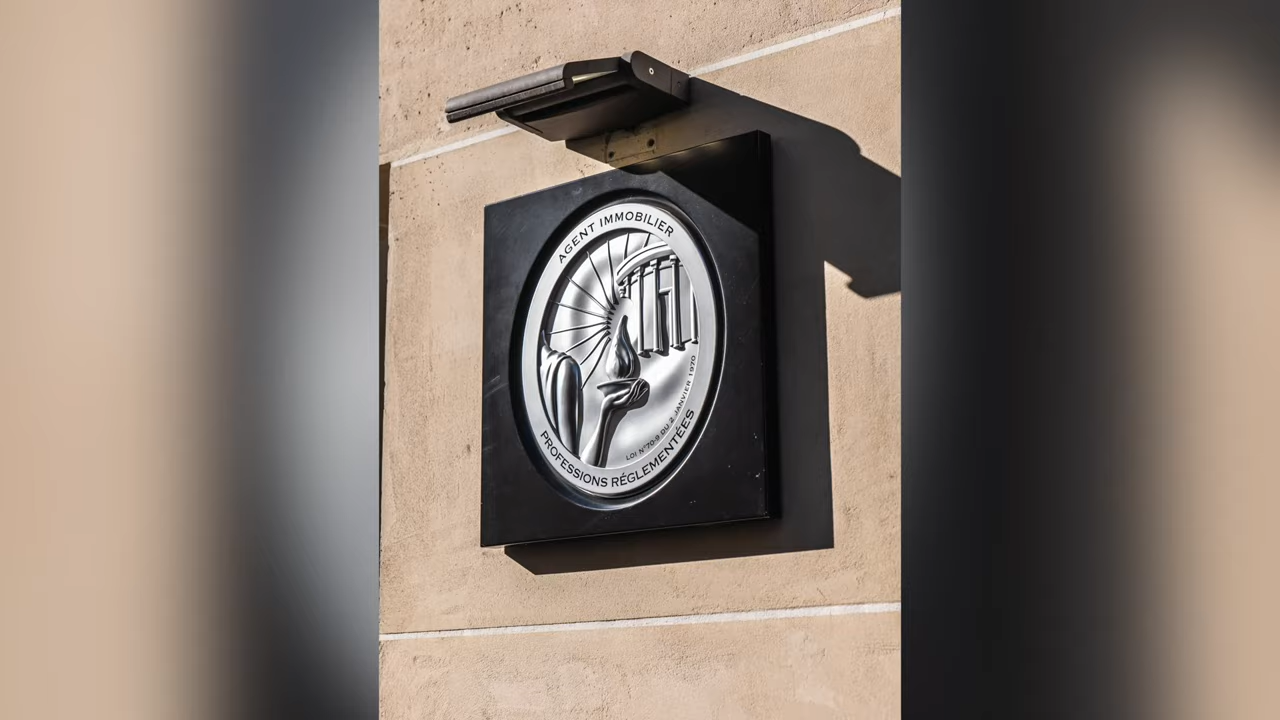 AGENT IMMOBILIER
LOI N°70-9 DU 2 JANVIER 1970
PROFESSIONS RÉGLEMENTÉES